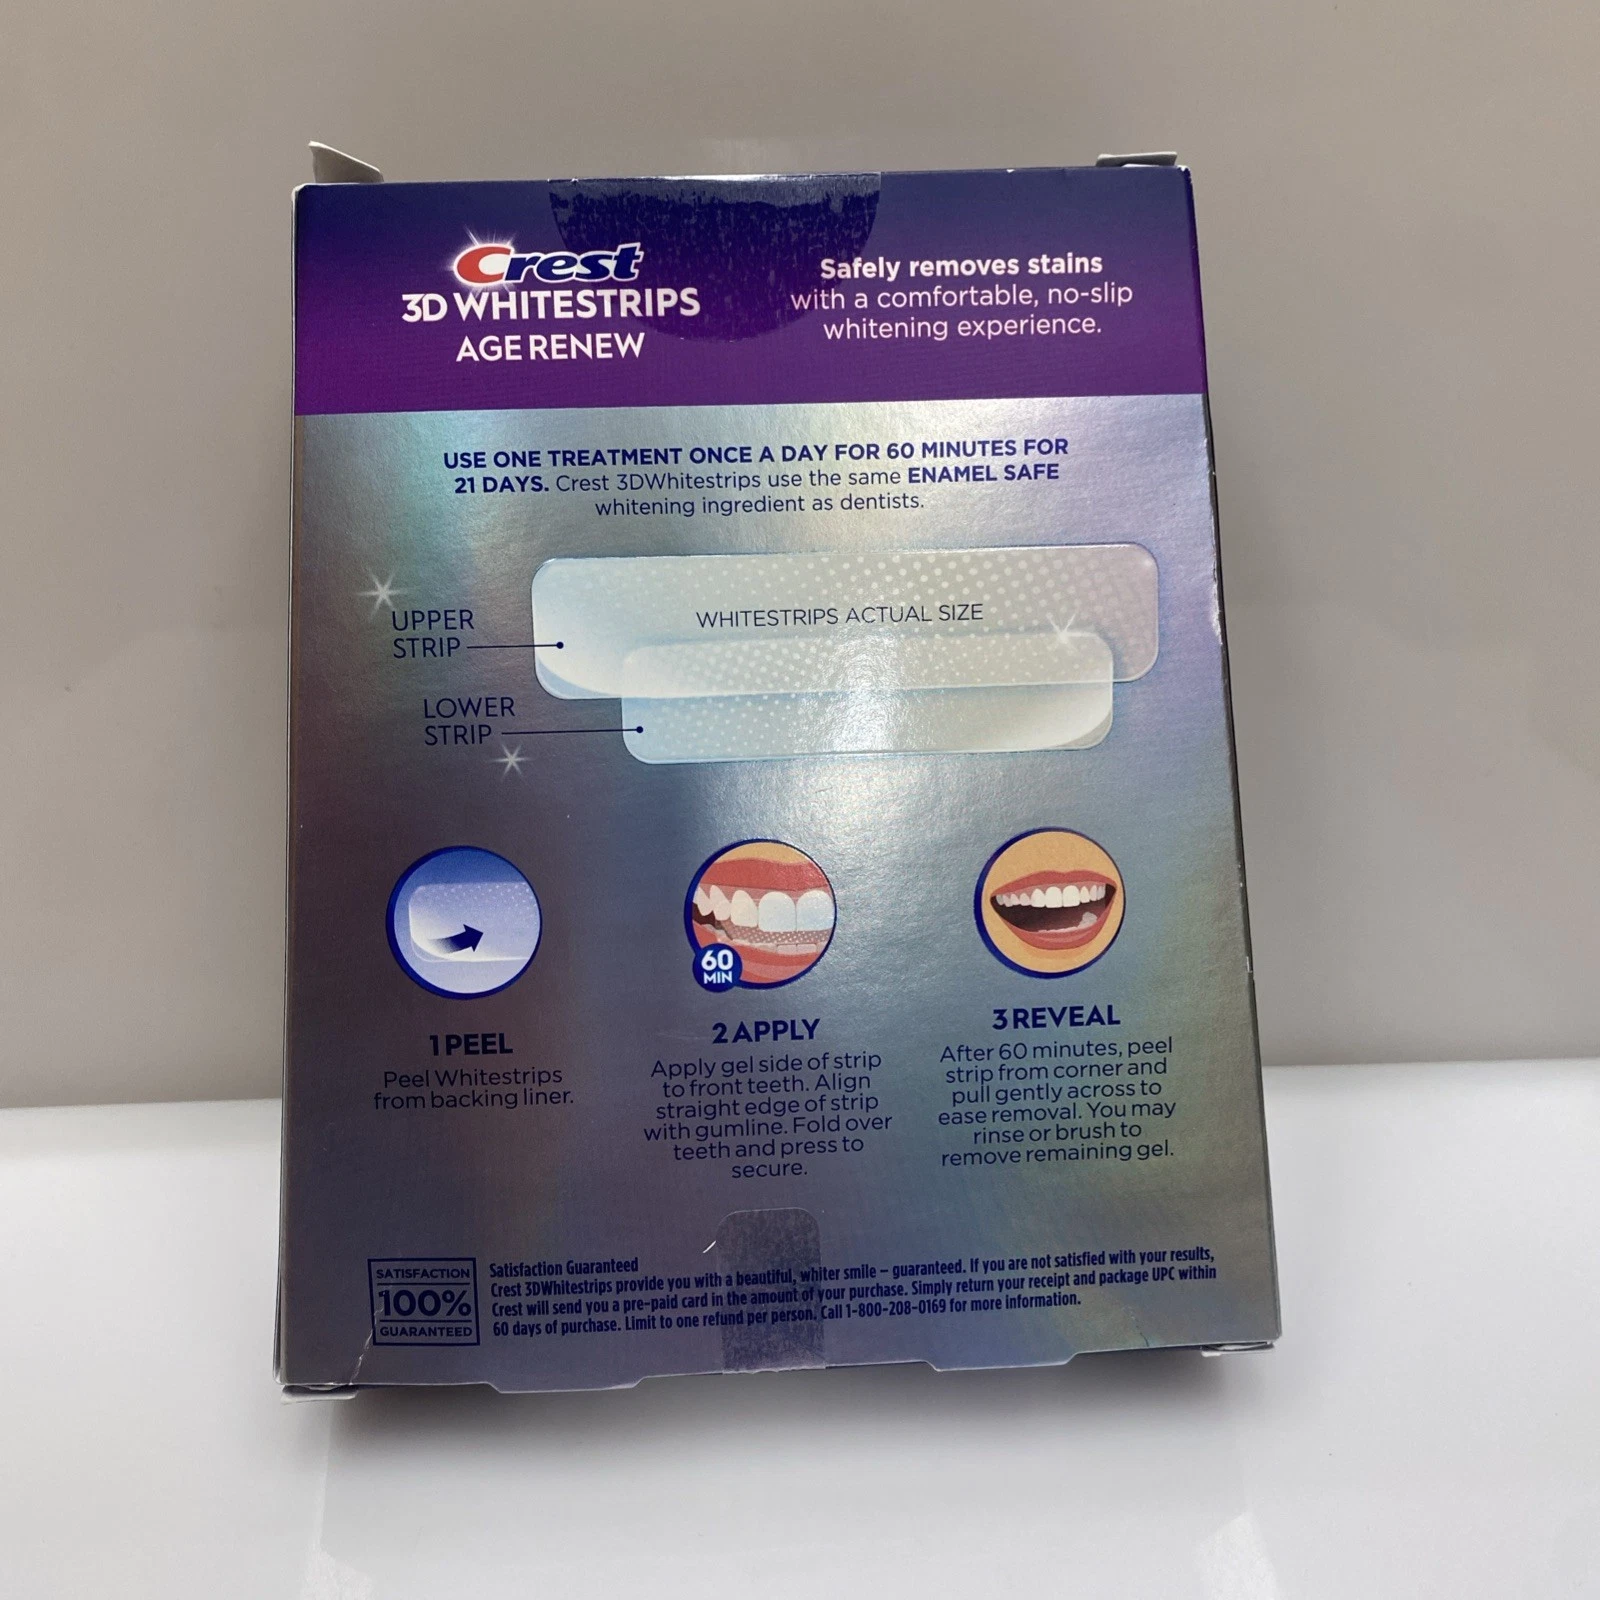 Crest
3D WHITESTRIPS
AGE RENEW
Safely removes stains
with a comfortable, no-slip
whitening experience.
USE ONE TREATMENT ONCE A DAY FOR 60 MINUTES FOR
21 DAYS. Crest 3DWhitestrips use the same ENAMEL SAFE
whitening ingredient as dentists.
WHITESTRIPS ACTUAL SIZE
UPPER
STRIP
LOWER
STRIP
1 PEEL
Peel Whitestrips
from backing liner.
60
MIN
2 APPLY
Apply gel side of strip
to front teeth. Align
straight edge of strip
with gumline. Fold over
teeth and press to
secure.
3 REVEAL
After 60 minutes, peel
strip from corner and
pull gently across to
ease removal. You may
rinse or brush to
remove remaining gel.
SATISFACTION
100%
GUARANTEED
Satisfaction Guaranteed
Crest 3DWhitestrips provide you with a beautiful, whiter smile – guaranteed. If you are not satisfied with your results,
Crest will send you a pre-paid card in the amount of your purchase. Simply return your receipt and package UPC within
60 days of purchase. Limit to one refund per person. Call 1-800-208-0169 for more information.